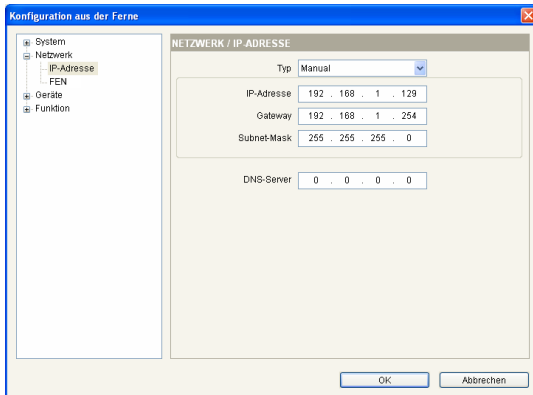 Konfiguration aus der Ferne
System
Netzwerk
IP-Adresse
FEN
Geräte
Funktion
NETZWERK / IP-ADRESSE
Typ Manual
IP-Adresse 192 . 168 . 1 . 129
Gateway 192 . 168 . 1 . 254
Subnet-Mask 255 . 255 . 255 . 0
DNS-Server 0 . 0 . 0 . 0
OK Abbrechen